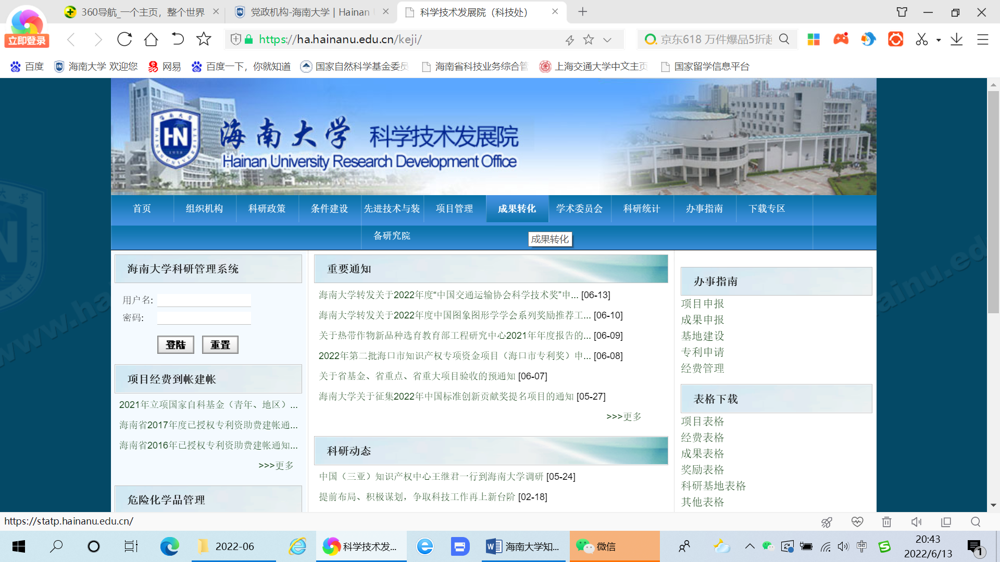 360导航_一个主页，整个世界
党政机构-海南大学 | Hainan
科学技术发展院（科技处）
立即登录
https://ha.hainanu.edu.cn/keji/
京东618 万件爆品5折起
百度
海南大学 欢迎您
网易
百度一下，你就知道
国家自然科学基金委员
海南省科技业务综合管
上海交通大学中文主页
国家留学信息平台
海南大学 科学技术发展院
Hainan University Research Development Office
首页
组织机构
科研政策
条件建设
先进技术与装
备研究院
项目管理
成果转化
学术委员会
科研统计
办事指南
下载专区
成果转化
海南大学科研管理系统
用户名:
密码:
登陆 重置
项目经费到帐建帐
2021年立项国家自科基金（青年、地区）...
海南省2017年度已授权专利资助费建帐通...
海南省2016年已授权专利资助费建帐通知...
>>>更多
危险化学品管理
重要通知
海南大学转发关于2022年度“中国交通运输协会科学技术奖”申... [06-13]
海南大学转发关于2022年度中国图象图形学学会系列奖励推荐工... [06-10]
关于热带作物新品种选育教育部工程研究中心2021年年度报告的... [06-09]
2022年第二批海口市知识产权专项资金项目（海口市专利奖）申... [06-08]
关于省基金、省重点、省重大项目验收的预通知 [06-07]
海南大学关于征集2022年中国标准创新贡献奖提名项目的通知 [05-27]
>>>更多
科研动态
中国（三亚）知识产权中心王继君一行到海南大学调研 [05-24]
提前布局、积极谋划，争取科技工作再上新台阶 [02-18]
办事指南
项目申报
成果申报
基地建设
专利申请
经费管理
表格下载
项目表格
经费表格
成果表格
奖励表格
科研基地表格
其他表格
https://statp.hainanu.edu.cn/
2022-06
科学技术发...
海南大学知...
微信
中
20:43
2022/6/13
1